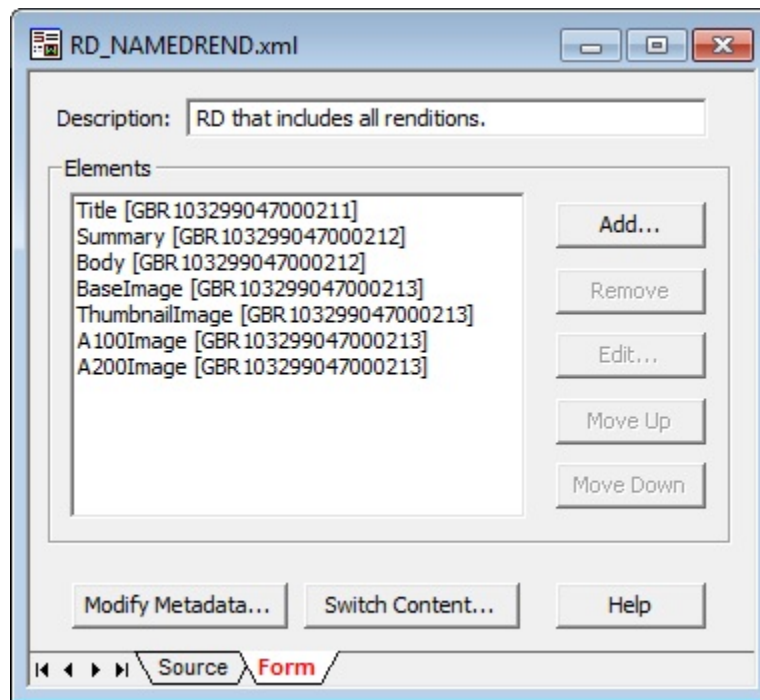 RD_NAMEDREND.xml
Description: RD that includes all renditions.
Elements
Title [GBR103299047000211]
Summary [GBR103299047000212]
Body [GBR103299047000212]
BaseImage [GBR103299047000213]
ThumbnailImage [GBR103299047000213]
A100Image [GBR103299047000213]
A200Image [GBR103299047000213]
Add...
Remove
Edit...
Move Up
Move Down
Modify Metadata... Switch Content... Help
Source Form